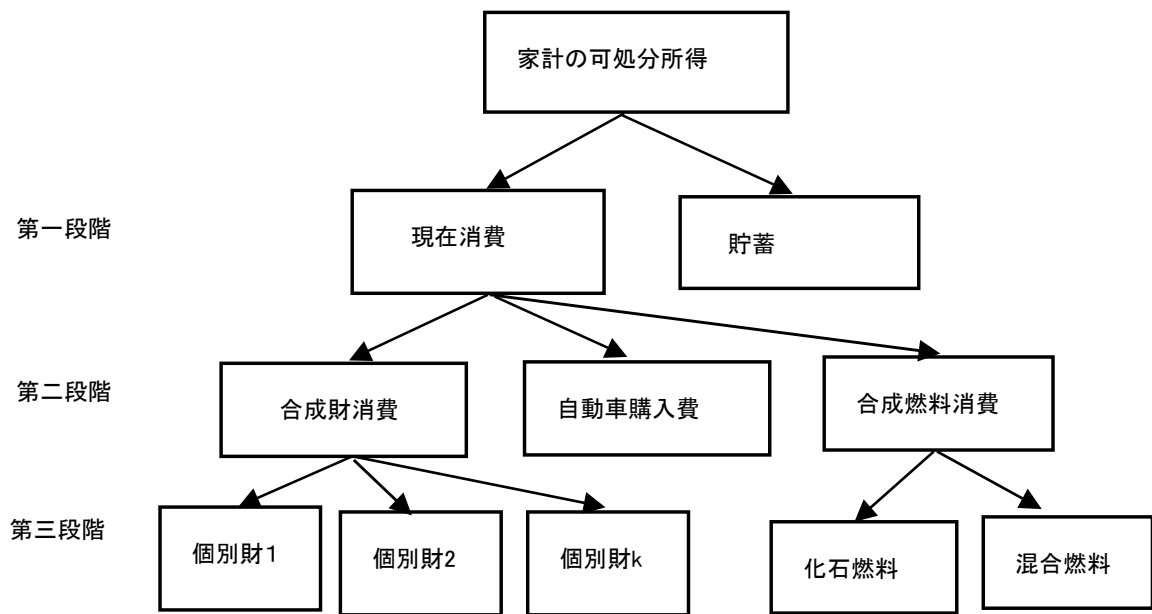 家計の可処分所得
第一段階
現在消費
貯蓄
第二段階
合成財消費
自動車購入費
合成燃料消費
第三段階
個別財1
個別財2
個別財k
化石燃料
混合燃料